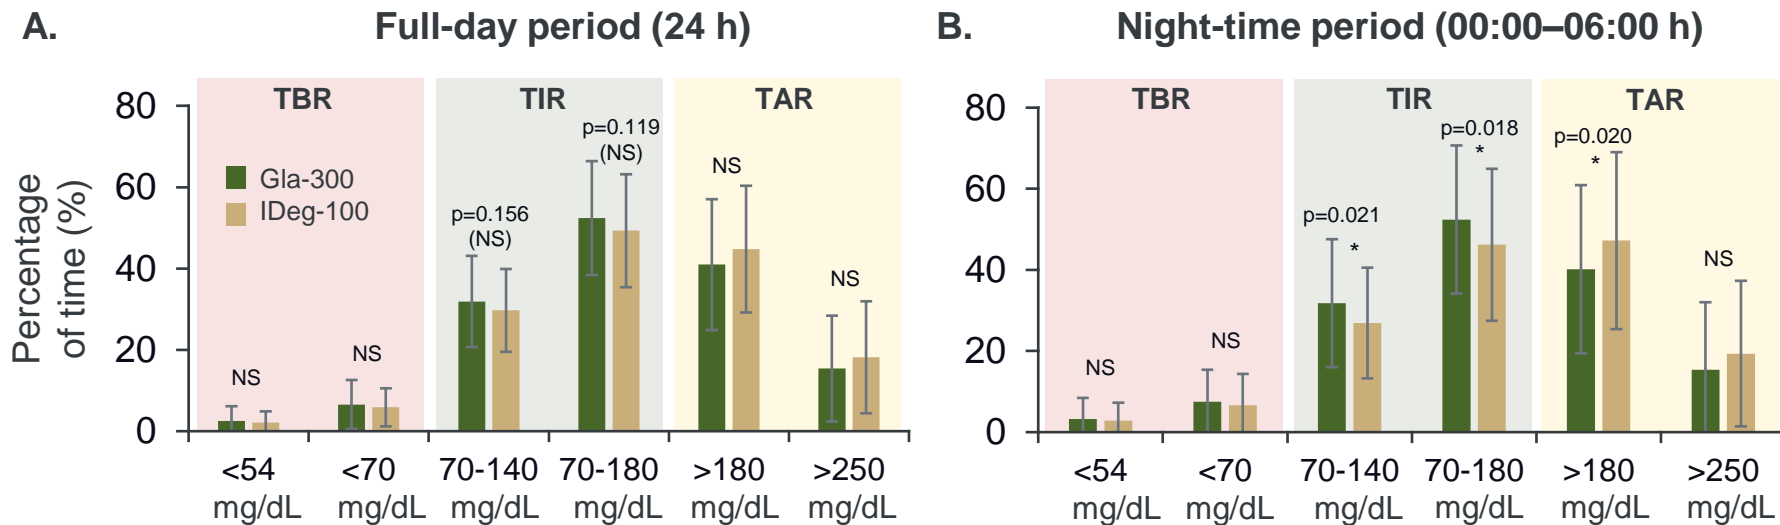 A.
Full-day period (24 h)
Percentage
of time (%)
80
60
40
20
0
TBR
TIR
TAR
Gla-300
IDeg-100
NS
NS
p=0.156
(NS)
p=0.119
(NS)
NS
NS
<54
mg/dL
<70
mg/dL
70-140
mg/dL
70-180
mg/dL
>180
mg/dL
>250
mg/dL
B.
Night-time period (00:00–06:00 h)
80
60
40
20
0
TBR
TIR
TAR
NS
NS
p=0.021
*
p=0.018
*
p=0.020
*
NS
<54
mg/dL
<70
mg/dL
70-140
mg/dL
70-180
mg/dL
>180
mg/dL
>250
mg/dL